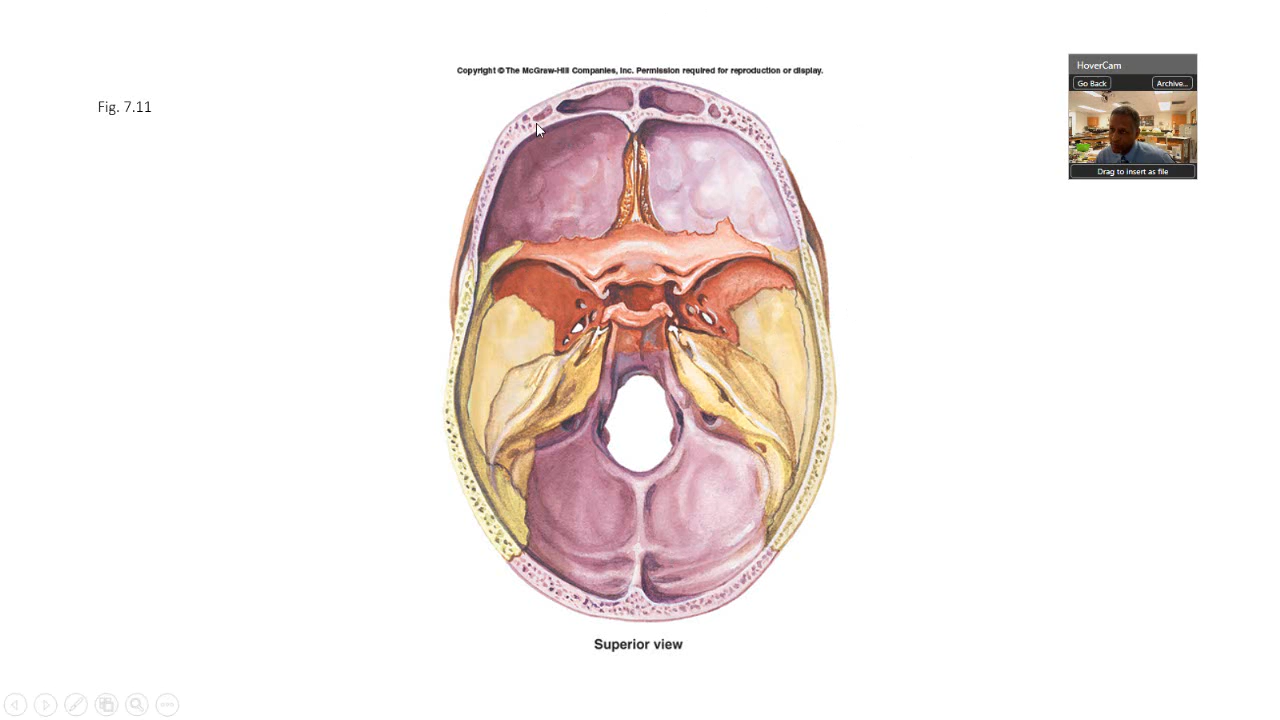 Copyright © The McGraw-Hill Companies, Inc. Permission required for reproduction or display.
Fig. 7.11
HoverCam
Go Back
Archive...
Drag to insert as file
Superior view